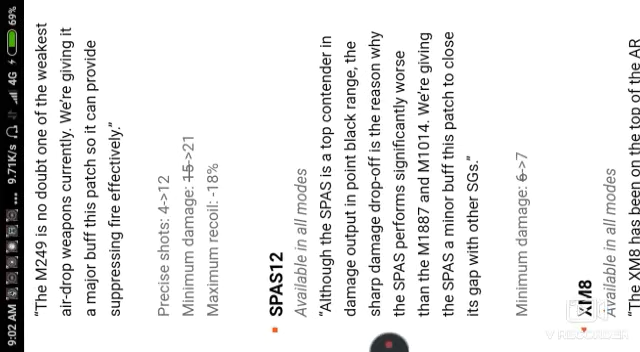 9:02 AM ... 9.71K/s 4G 69%
“The M249 is no doubt one of the weakest
air-drop weapons currently. We're giving it
a major buff this patch so it can provide
suppressing fire effectively.”
Precise shots: 4->12
Minimum damage: 15->21
Maximum recoil: -18%
SPAS12
Available in all modes
“Although the SPAS is a top contender in
damage output in point black range, the
sharp damage drop-off is the reason why
the SPAS performs significantly worse
than the M1887 and M1014. We're giving
the SPAS a minor buff this patch to close
its gap with other SGs.”
Minimum damage: 6->7
XM8
Available in all modes
“The XM8 has been on the top of the AR
V RECORDER